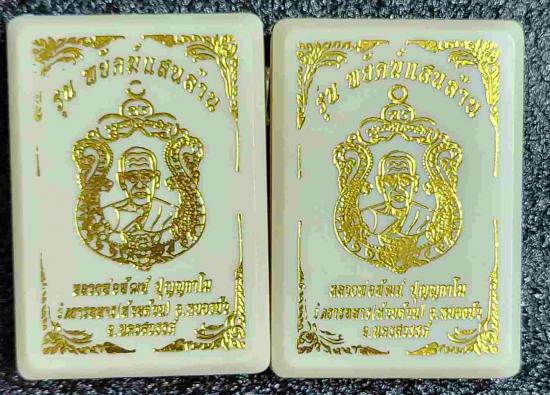 รุ่น พยัคฆ์แสนล้าน
หลวงพ่อพัฒน์ ปุญญกาโม
วัดธารทหาร(ห้วยด้วน) อ.หนองบัว
จ.นครสวรรค์
รุ่น พยัคฆ์แสนล้าน
หลวงพ่อพัฒน์ ปุญญกาโม
วัดธารทหาร(ห้วยด้วน) อ.หนองบัว
จ.นครสวรรค์